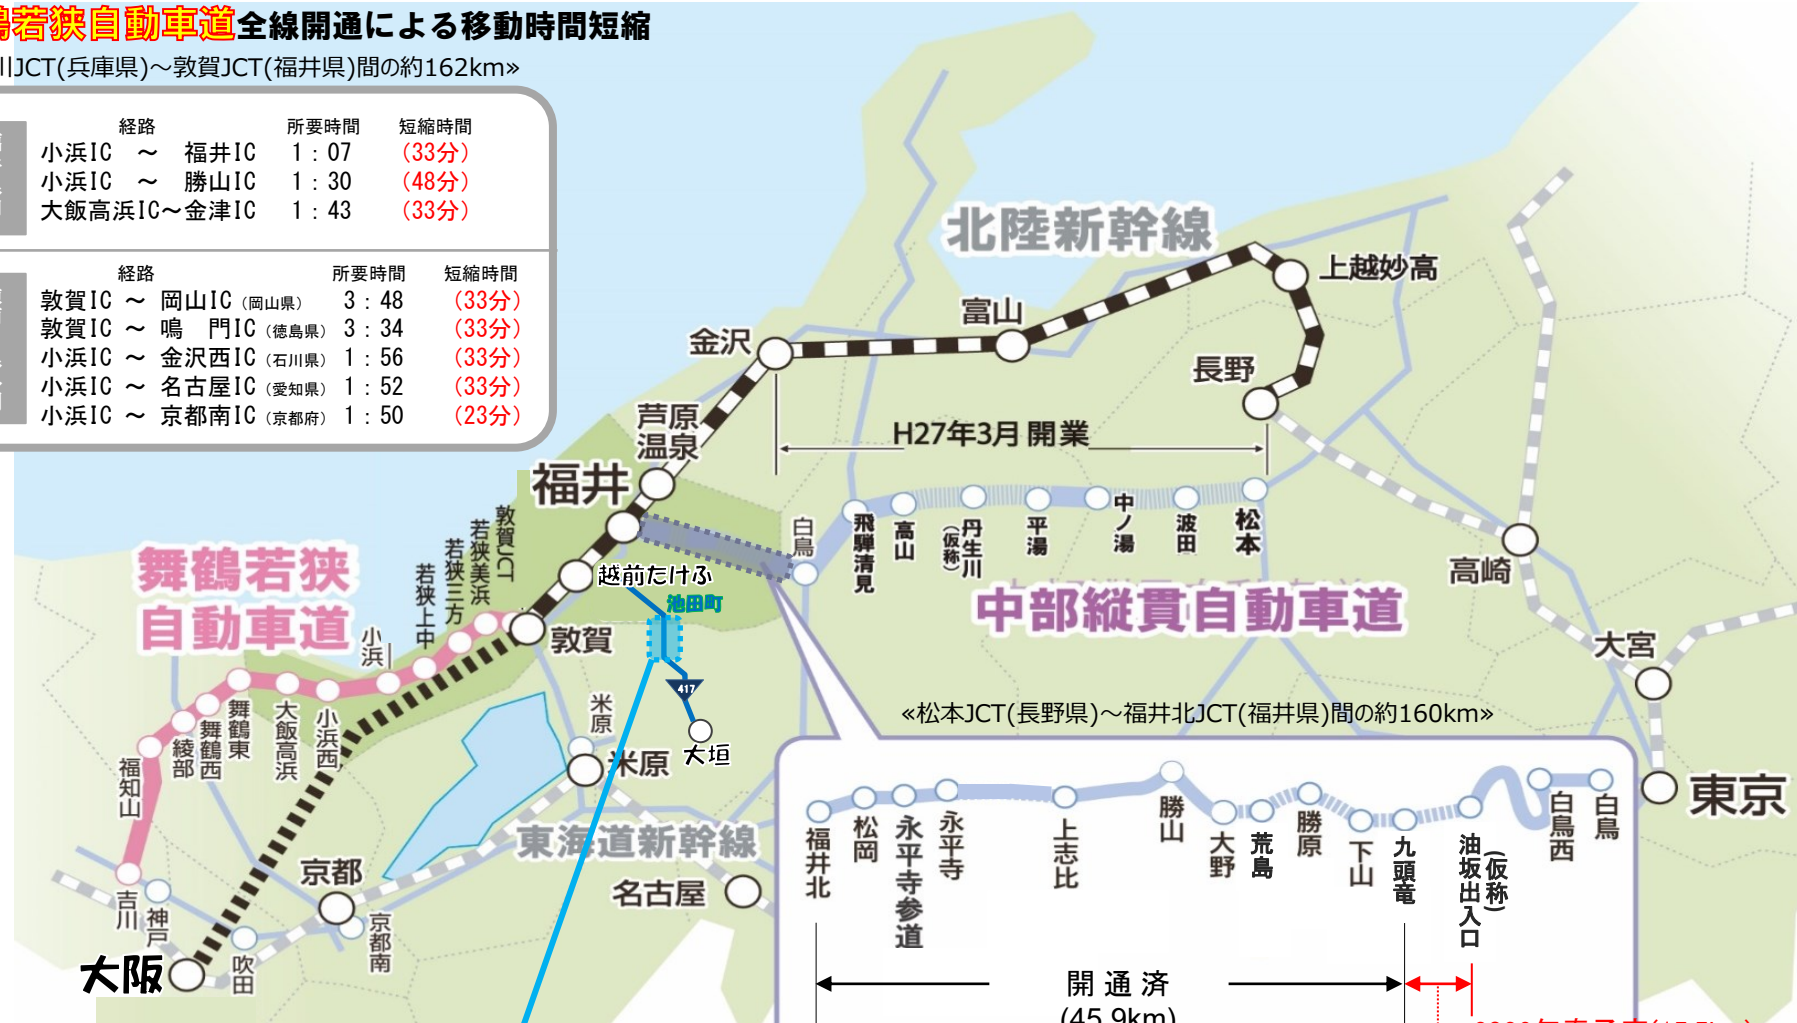 若狭自動車道全線開通による移動時間短縮
川JCT(兵庫県)～敦賀JCT(福井県)間の約162km»
経路 所要時間 短縮時間
小浜IC ～ 福井IC 1：07 (33分)
小浜IC ～ 勝山IC 1：30 (48分)
大飯高浜IC～金津IC 1：43 (33分)
経路 所要時間 短縮時間
敦賀IC ～ 岡山IC（岡山県） 3：48 (33分)
敦賀IC ～ 鳴 門IC（徳島県） 3：34 (33分)
小浜IC ～ 金沢西IC（石川県） 1：56 (33分)
小浜IC ～ 名古屋IC（愛知県） 1：52 (33分)
小浜IC ～ 京都南IC（京都府） 1：50 (23分)
北陸新幹線
上越妙高
富山
金沢
長野
芦原
温泉
H27年3月開業
福井
敦賀JCT
若狭美浜
若狭三方
若狭上中
小浜
舞鶴若狭
自動車道
白鳥
飛騨清見
高山
丹生川
(仮称)
平湯
中ノ湯
波田
松本
高崎
越前たけふ
池田町
中部縦貫自動車道
敦賀
大宮
417
大垣
米原
米原
«松本JCT(長野県)～福井北JCT(福井県)間の約160km»
小浜西
大飯高浜
舞鶴東
舞鶴西
綾部
福知山
東京
東海道新幹線
福井北
松岡
永平寺参道
永平寺
上志比
勝山
大野
荒島
勝原
下山
九頭竜
油坂出入口
(仮称)
白鳥西
白鳥
京都
名古屋
吉川
神戸
京都南
吹田
大阪
開通済
(45.9km)